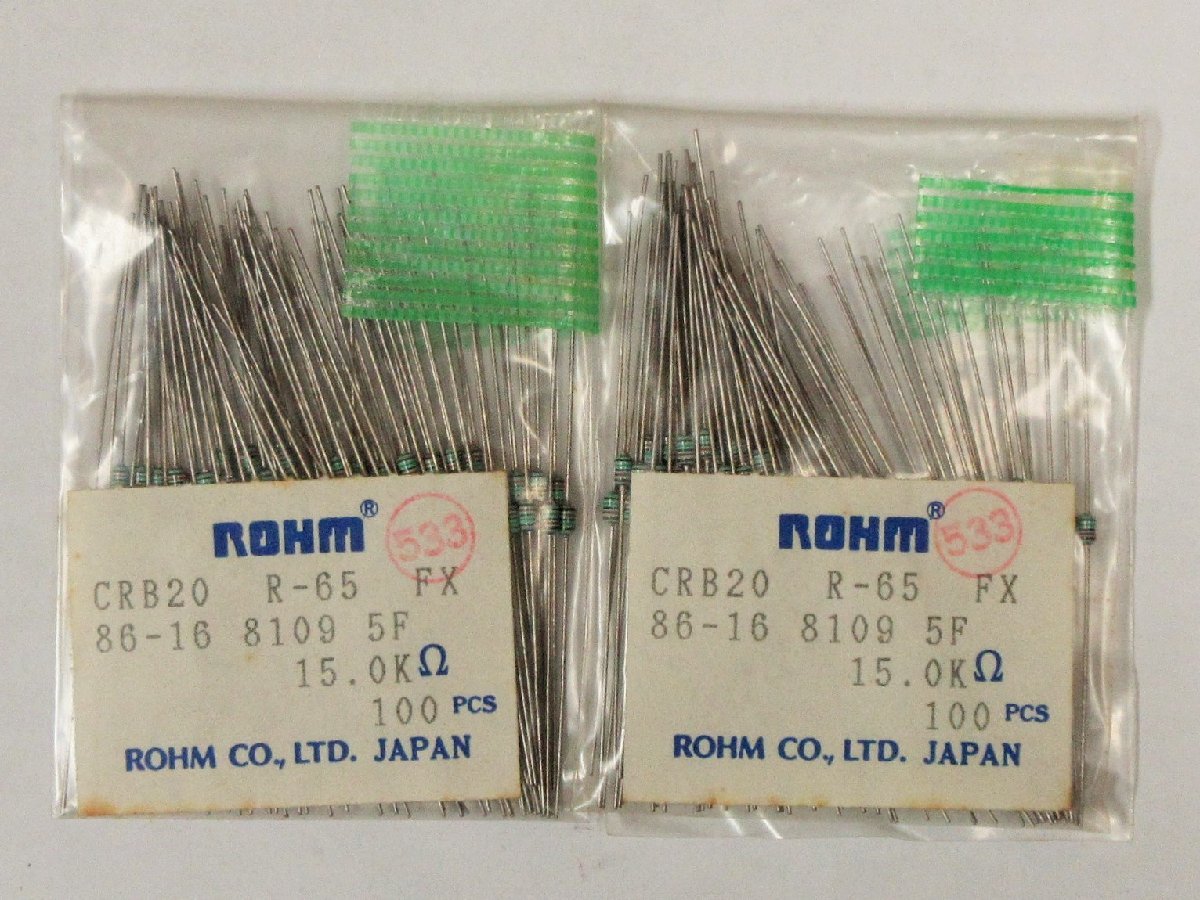 ROHM®
533
CRB20 R-65 FX
86-16 8109 5F
15.0KΩ
100 PCS
ROHM CO., LTD. JAPAN
ROHM®
533
CRB20 R-65 FX
86-16 8109 5F
15.0KΩ
100 PCS
ROHM CO., LTD. JAPAN